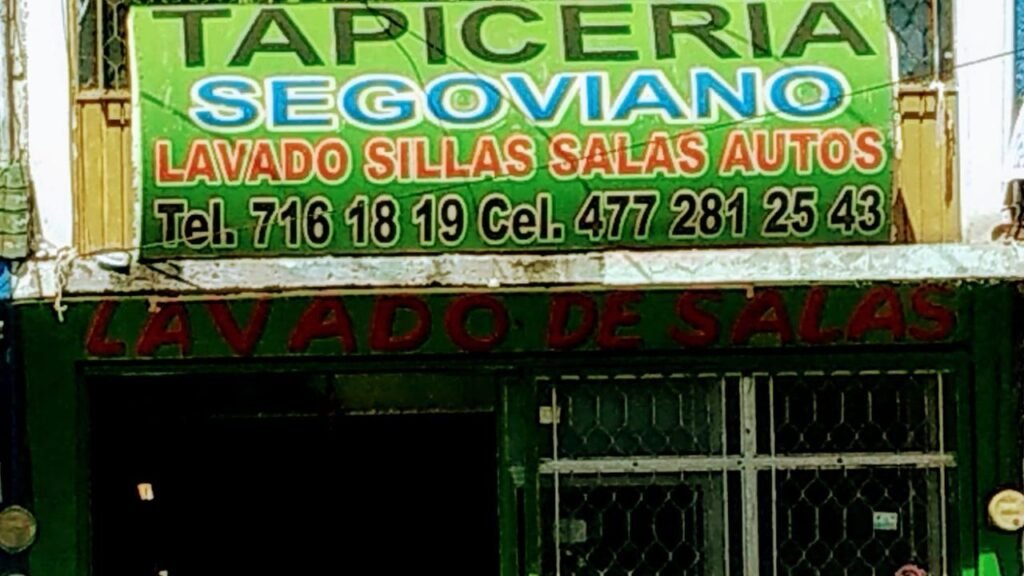 TAPICERIA
SEGOVIANO
LAVADO SILLAS SALAS AUTOS
Tel. 716 18 19 Cel. 477 281 25 43
LAVADO DE SALAS